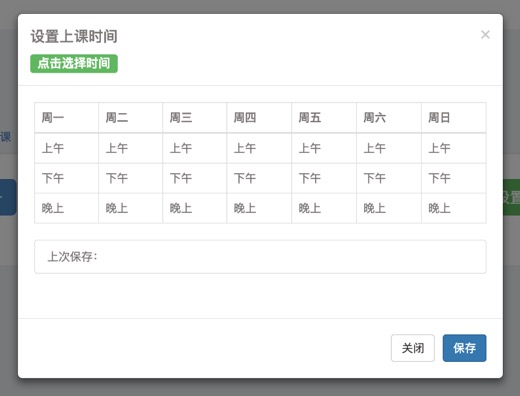 设置上课时间
×
点击选择时间
周一 周二 周三 周四 周五 周六 周日
课
上午 上午 上午 上午 上午 上午 上午
下午 下午 下午 下午 下午 下午 下午
设置
晚上 晚上 晚上 晚上 晚上 晚上 晚上
上次保存：
关闭 保存